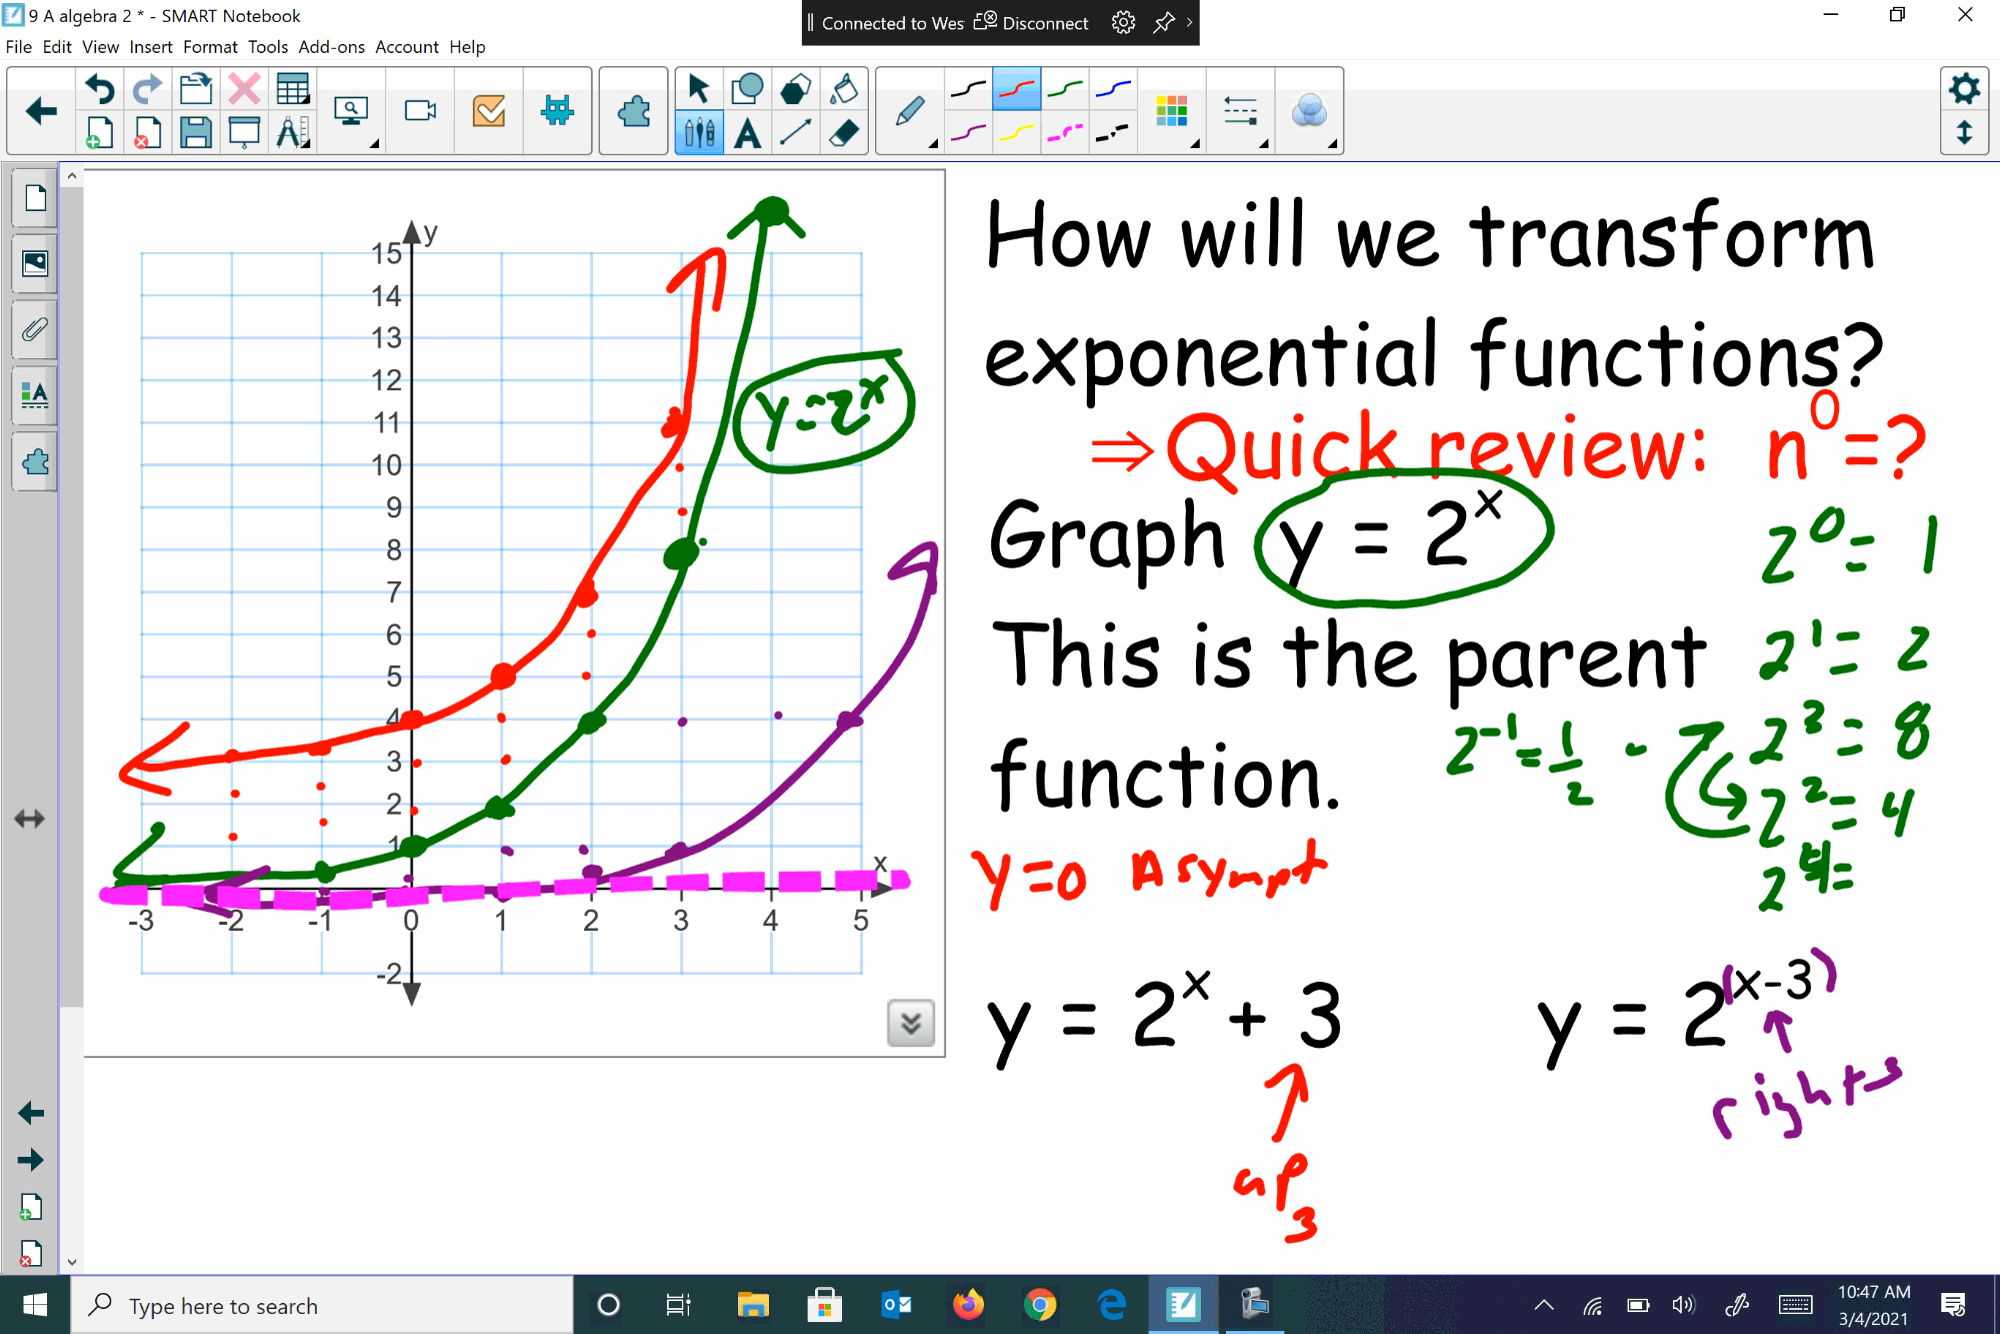 9 A algebra 2 * - SMART Notebook
Connected to Wes Disconnect
File Edit View Insert Format Tools Add-ons Account Help
How will we transform
exponential functions?
⇒ Quick review: n⁰=?
Graph y = 2ˣ
2⁰= 1
This is the parent
2¹= 2
function.
2⁻¹=1/2
2³= 8
2²= 4
2⁴=
y=0 Asympt
y = 2ˣ + 3
up 3
y = 2⁽ˣ⁻³⁾
right 3
y
15
14
13
12
11
10
9
8
7
6
5
4
3
2
1
x
-3 -2 -1 0 1 2 3 4 5
-2
y=2ˣ
Type here to search
10:47 AM
3/4/2021